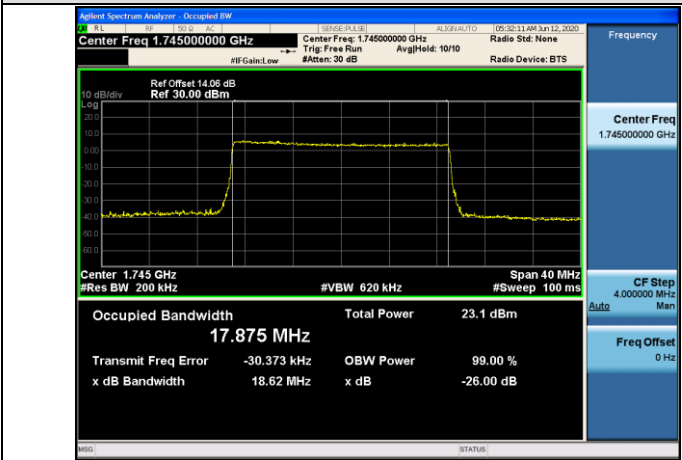 Agilent Spectrum Analyzer - Occupied BW
RL RF 50 Ω AC SENSE:PULSE ALIGNAUTO 05:32:11 AM Jun 12, 2020
Center Freq 1.745000000 GHz Center Freq: 1.745000000 GHz Radio Std: None Frequency
Trig: Free Run Avg|Hold: 10/10
#IFGain:Low #Atten: 30 dB Radio Device: BTS
Ref Offset 14.06 dB
10 dB/div Ref 30.00 dBm
Log
20.0
10.0
0.00
-10.0
-20.0
-30.0
-40.0
-50.0
-60.0
Center Freq
1.745000000 GHz
Center 1.745 GHz Span 40 MHz
#Res BW 200 kHz #VBW 620 kHz #Sweep 100 ms
CF Step
4.000000 MHz
Auto Man
Occupied Bandwidth Total Power 23.1 dBm
17.875 MHz
Transmit Freq Error -30.373 kHz OBW Power 99.00 %
x dB Bandwidth 18.62 MHz x dB -26.00 dB
Freq Offset
0 Hz
MSG STATUS